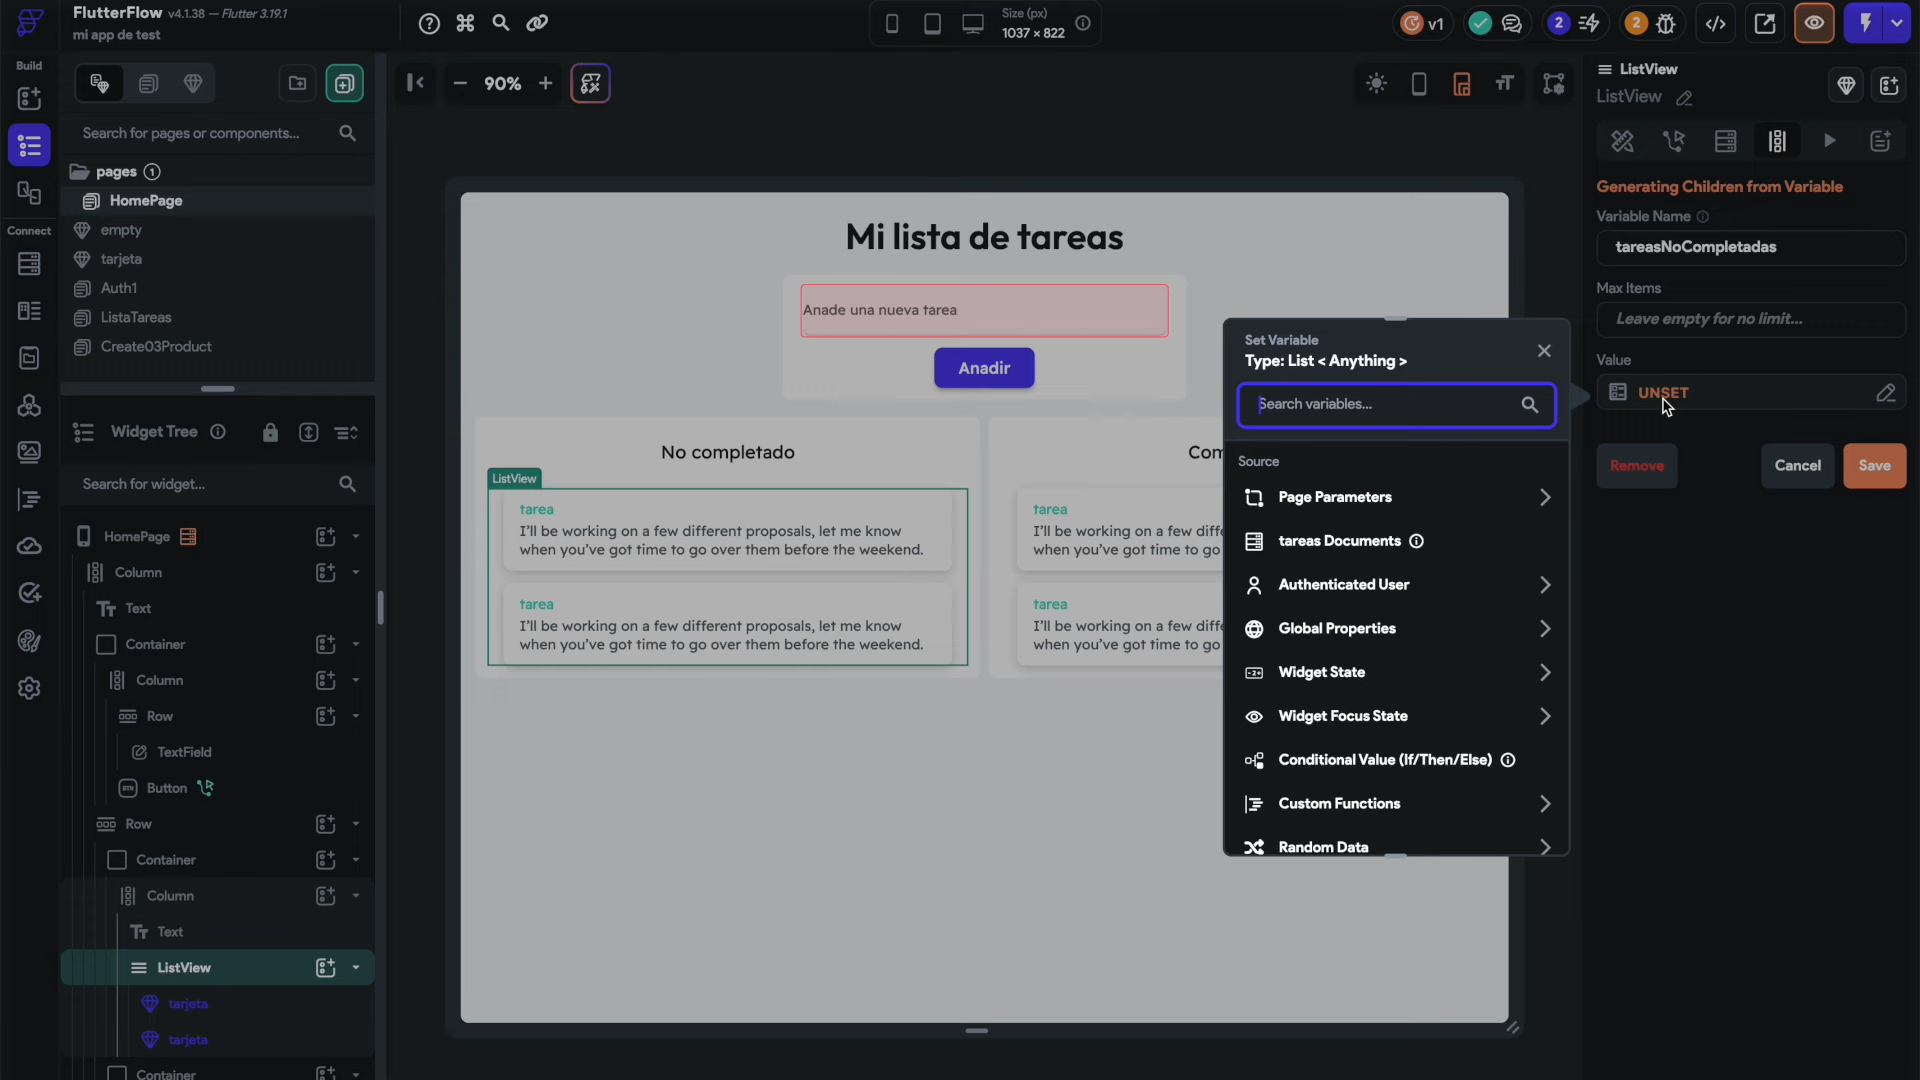 FlutterFlow v4.1.38 — Flutter 3.19.1
mi app de test
Size (px)
1037 × 822
v1
2
2
Build
Connect
90%
Search for pages or components...
pages 1
HomePage
empty
tarjeta
Auth1
ListaTareas
Create03Product
Widget Tree
Search for widget...
HomePage
Column
Text
Container
Column
Row
TextField
Button
Row
Container
Column
Text
ListView
tarjeta
tarjeta
Container
Mi lista de tareas
Anade una nueva tarea
Anadir
No completado
ListView
tarea
I'll be working on a few different proposals, let me know
when you've got time to go over them before the weekend.
tarea
I'll be working on a few different proposals, let me know
when you've got time to go over them before the weekend.
Com
tarea
I'll be working on a few diffe
when you've got time to go
tarea
I'll be working on a few diffe
when you've got time to go
Set Variable
Type: List < Anything >
Search variables...
Source
Page Parameters
tareas Documents
Authenticated User
Global Properties
Widget State
Widget Focus State
Conditional Value (If/Then/Else)
Custom Functions
Random Data
ListView
ListView
Generating Children from Variable
Variable Name
tareasNoCompletadas
Max Items
Leave empty for no limit...
Value
UNSET
Remove
Cancel
Save